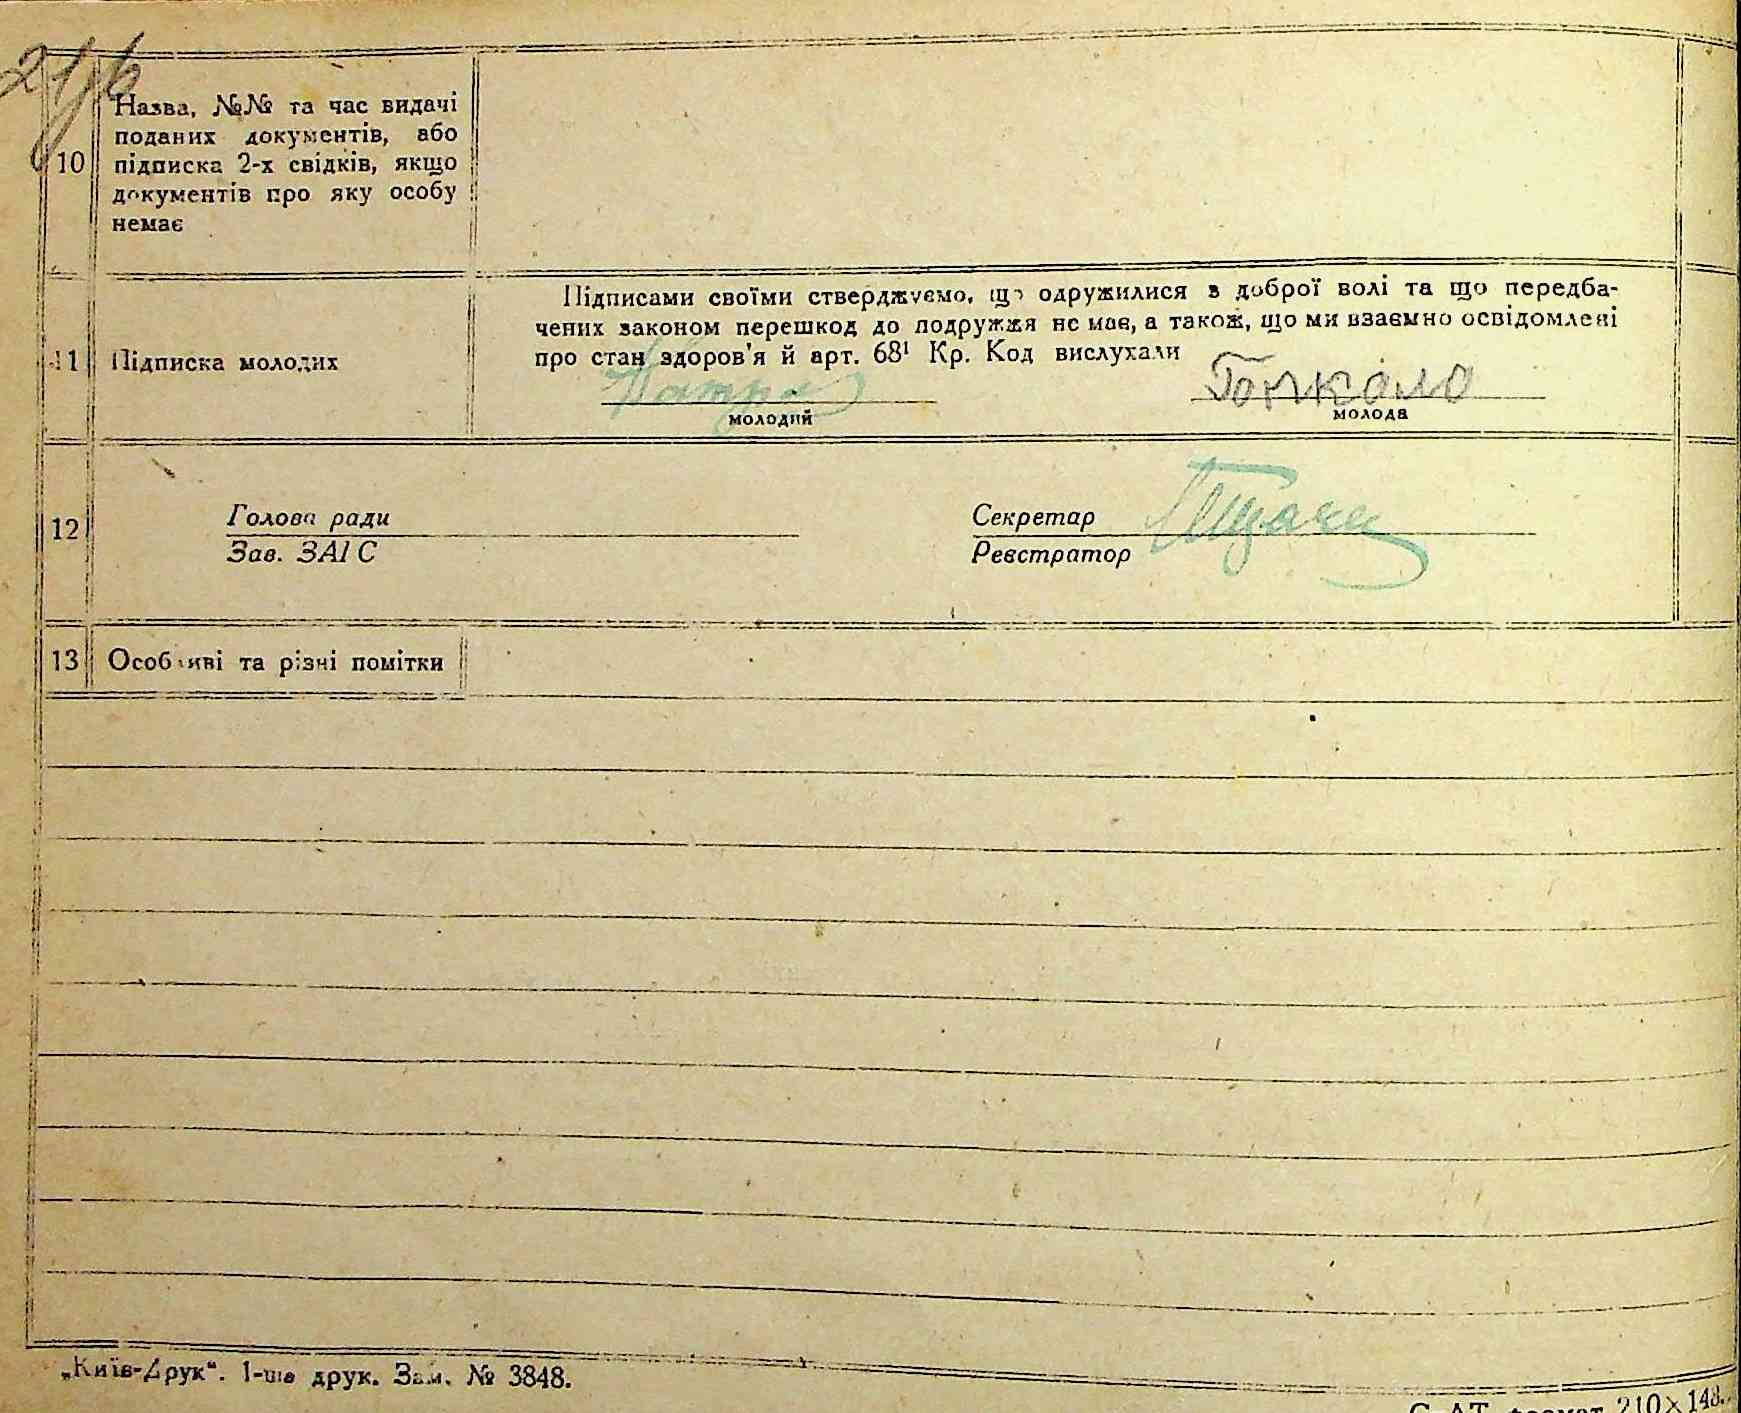 Назва, №№ та час видачі
поданих документів, або
10 підписка 2-х свідків, якщо
документів про яку особу
немає
Підписами своїми стверджуємо, що одружилися з доброї волі та що передба-
чених законом перешкод до подружжя не має, а також, що ми взаємно освідомлені
11 Підписка молодих про стан здоров'я й арт. 68¹ Кр. Код вислухали
молодий молода
12 Голова ради Секретар
Зав. ЗАГС Реєстратор
13 Особливі та різні помітки
„Київ-Друк“. 1-ша друк. Зам. № 3848.
формат 210×148.